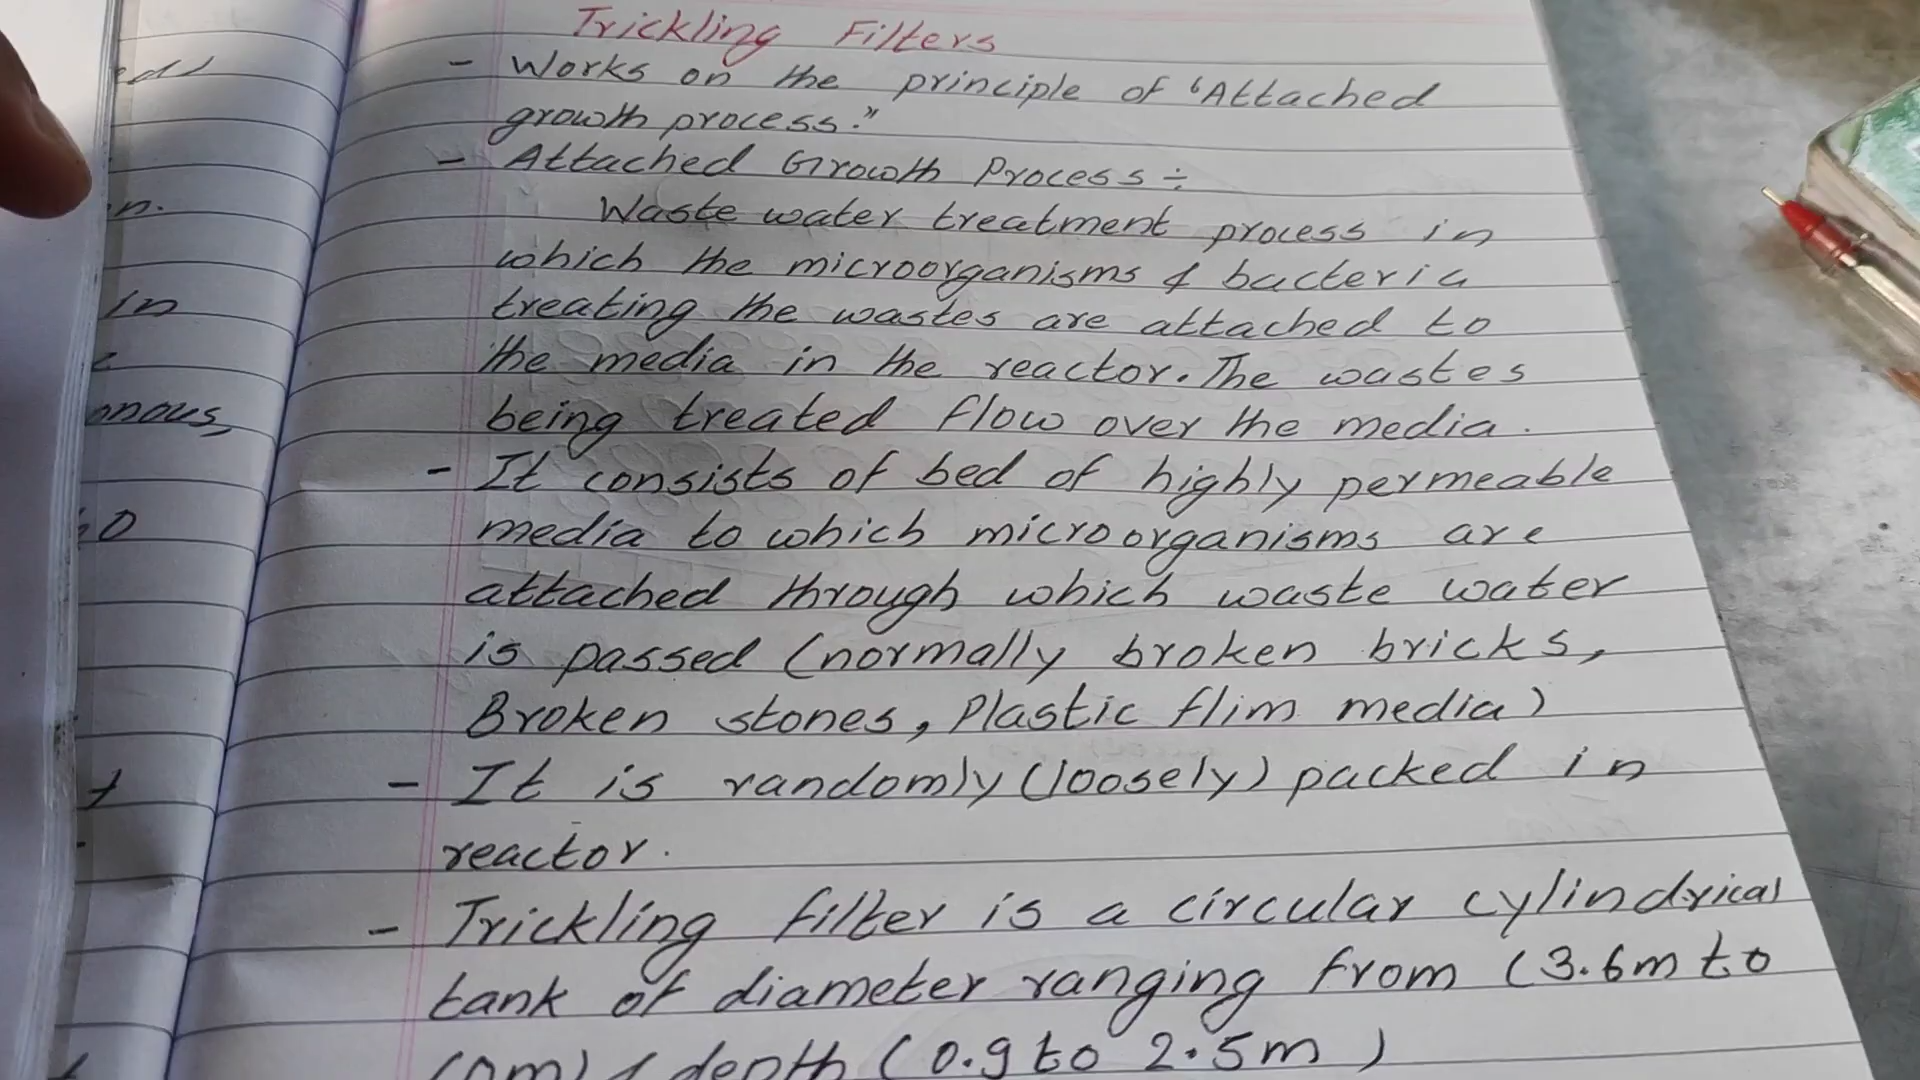 Trickling Filters
- Works on the principle of "Attached
growth process."
- Attached Growth Process ÷
Waste water treatment process in
which the microorganisms & bacteria
treating the wastes are attached to
the media in the reactor. The wastes
being treated flow over the media.
- It consists of bed of highly permeable
media to which microorganisms are
attached through which waste water
is passed (normally broken bricks,
Broken stones, Plastic flim media)
- It is randomly (loosely) packed in
reactor.
- Trickling filter is a circular cylindrical
tank of diameter ranging from (3.6m to
& depth (0.9 to 2.5m)
in
onous,